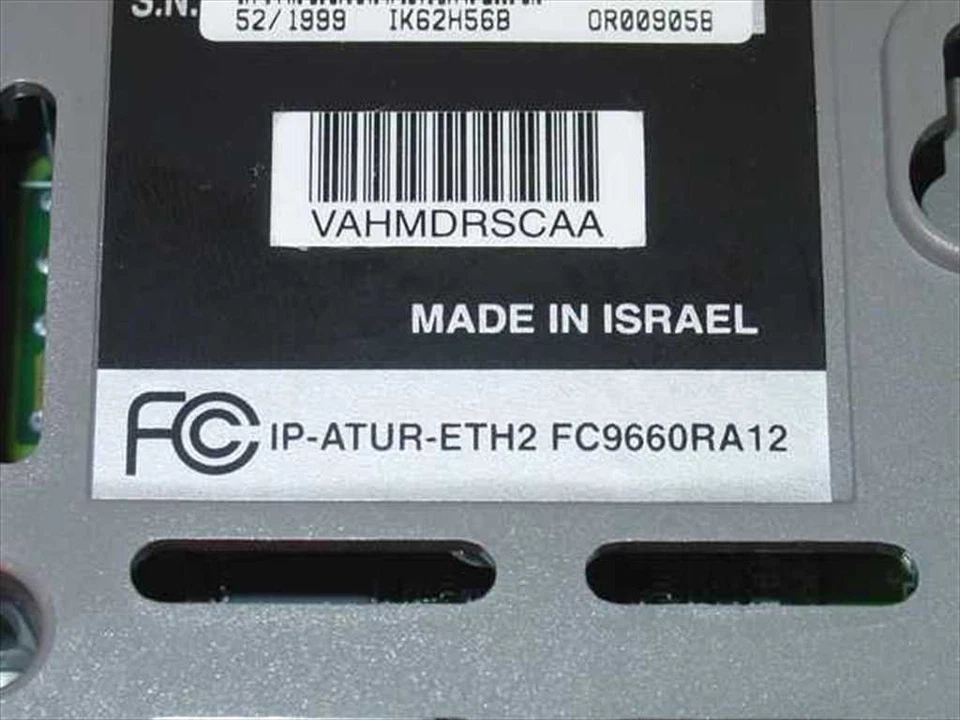 S.N.
52/1999 IK62H56B OR00905B
VAHMDRSCAA
MADE IN ISRAEL
FC IP-ATUR-ETH2 FC9660RA12